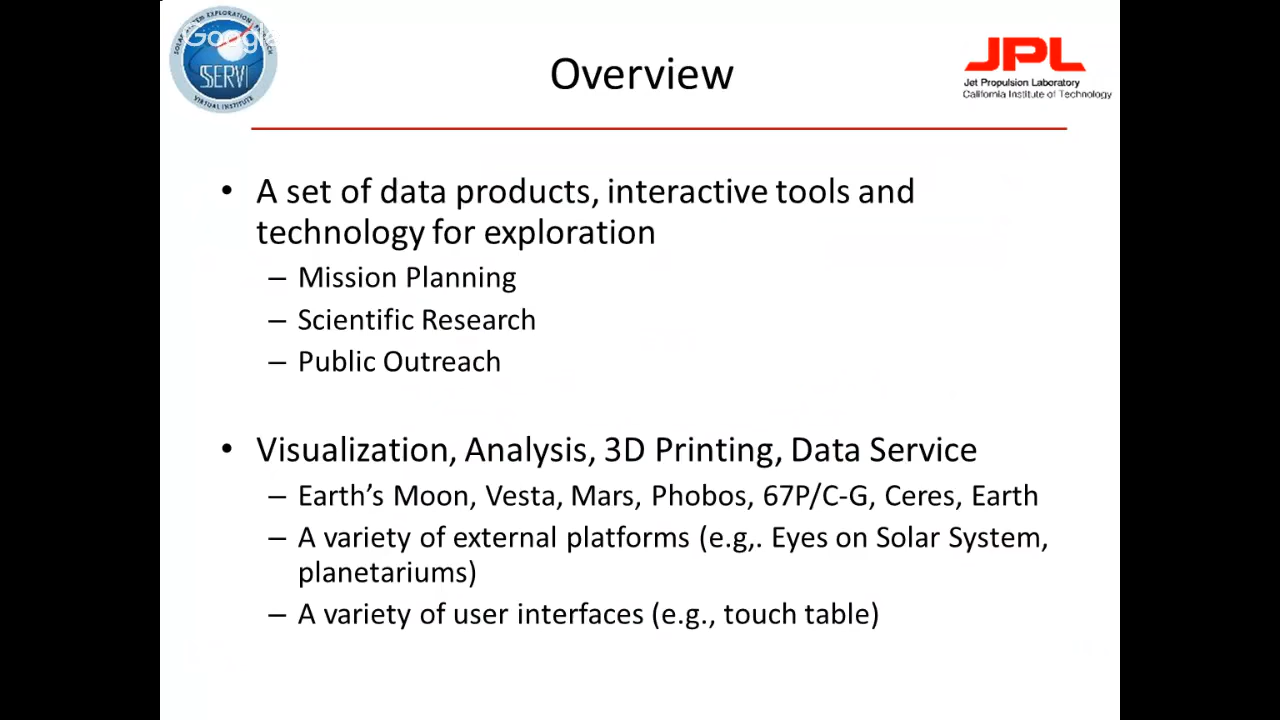 Google
SSERVI
VIRTUAL INSTITUTE
Overview
JPL
Jet Propulsion Laboratory
California Institute of Technology
• A set of data products, interactive tools and
technology for exploration
– Mission Planning
– Scientific Research
– Public Outreach
• Visualization, Analysis, 3D Printing, Data Service
– Earth’s Moon, Vesta, Mars, Phobos, 67P/C-G, Ceres, Earth
– A variety of external platforms (e.g,. Eyes on Solar System,
planetariums)
– A variety of user interfaces (e.g., touch table)